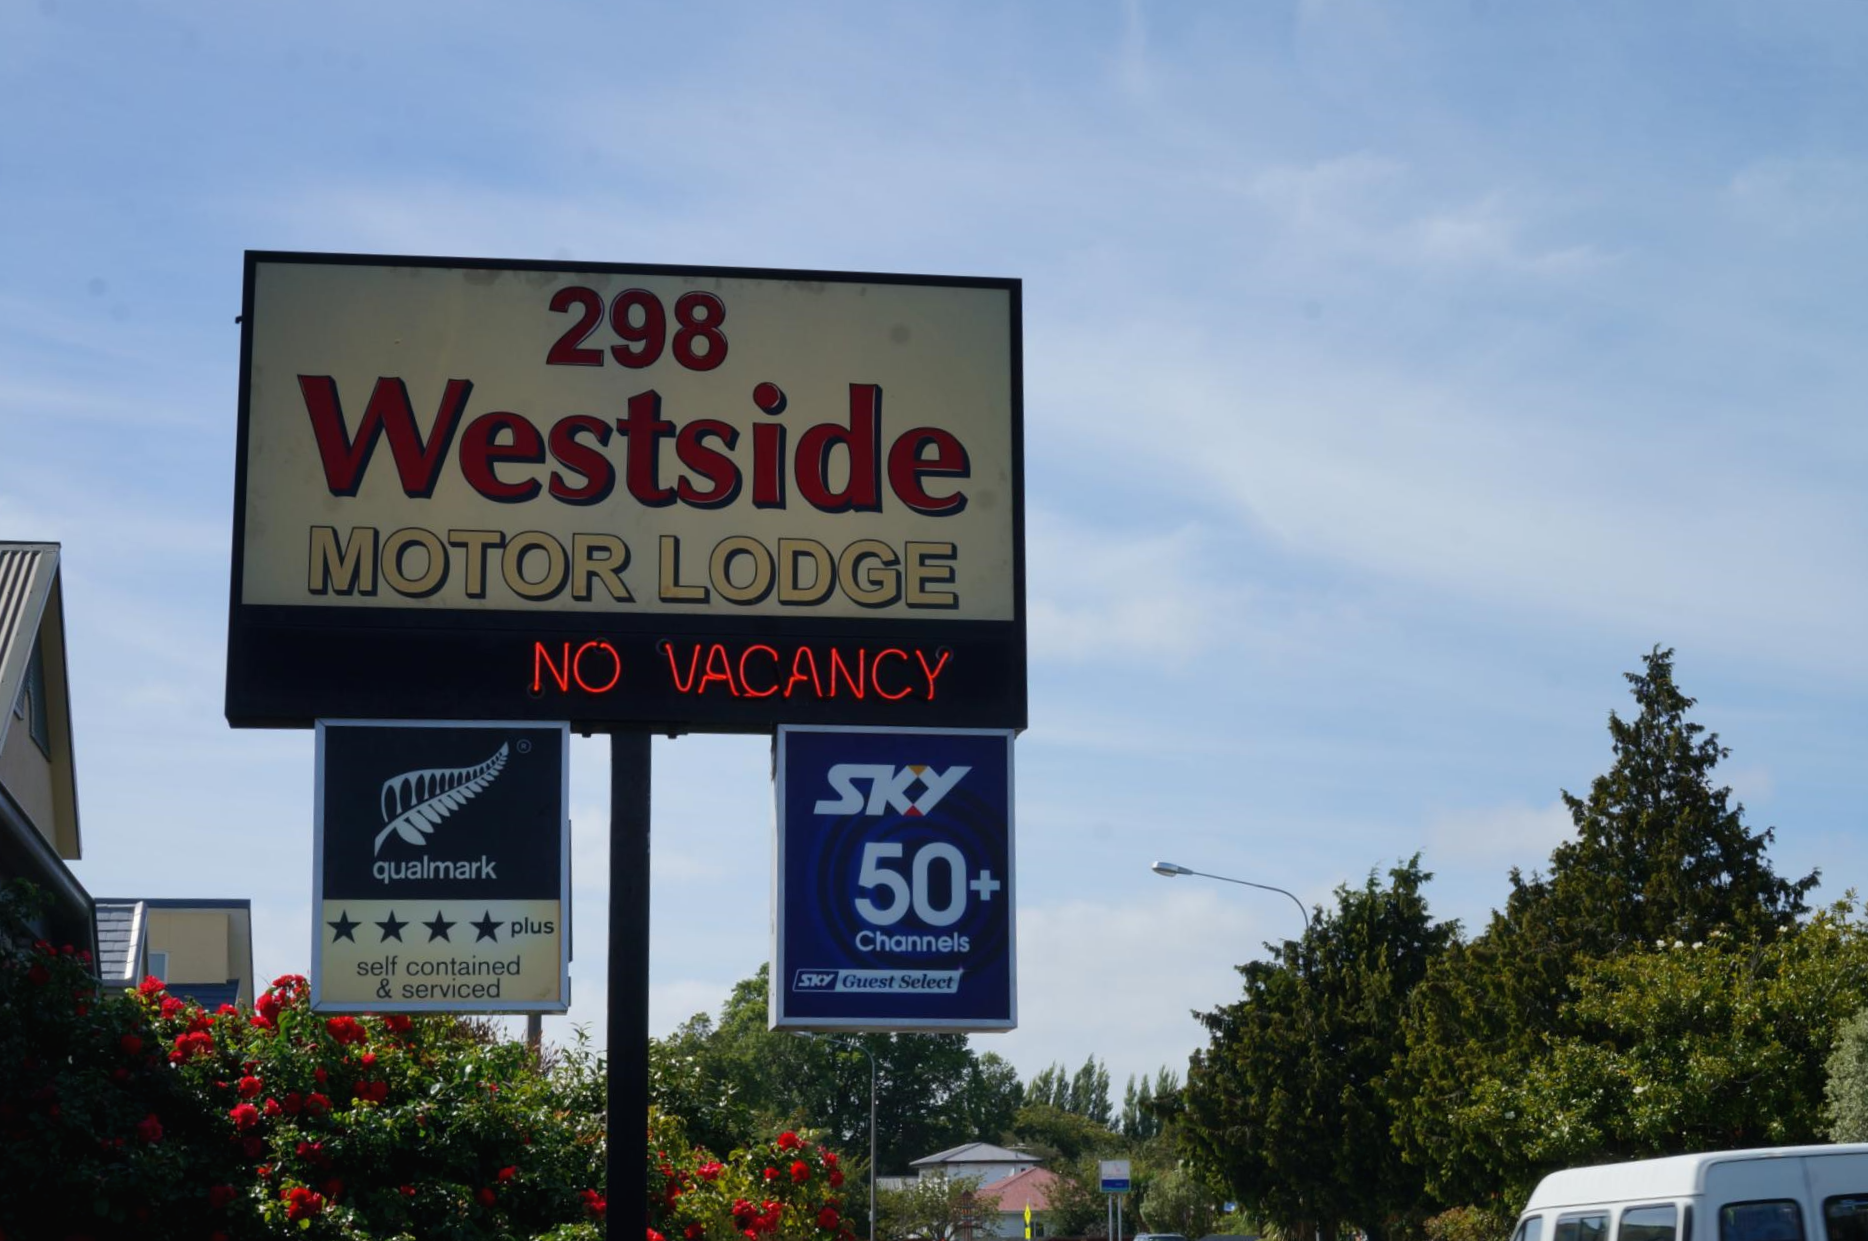 298
Westside
MOTOR LODGE
NO VACANCY
®
qualmark
★ ★ ★ ★ plus
self contained
& serviced
SKY
50+
Channels
SKY Guest Select